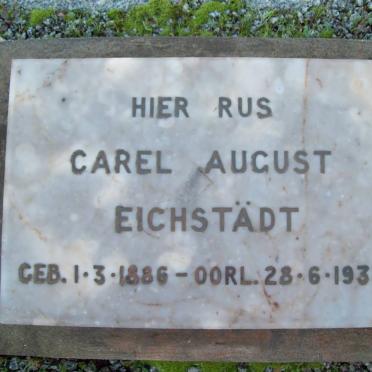 HIER RUS
CAREL AUGUST
EICHSTÄDT
GEB. 1·3·1886 – OORL. 28·6·193